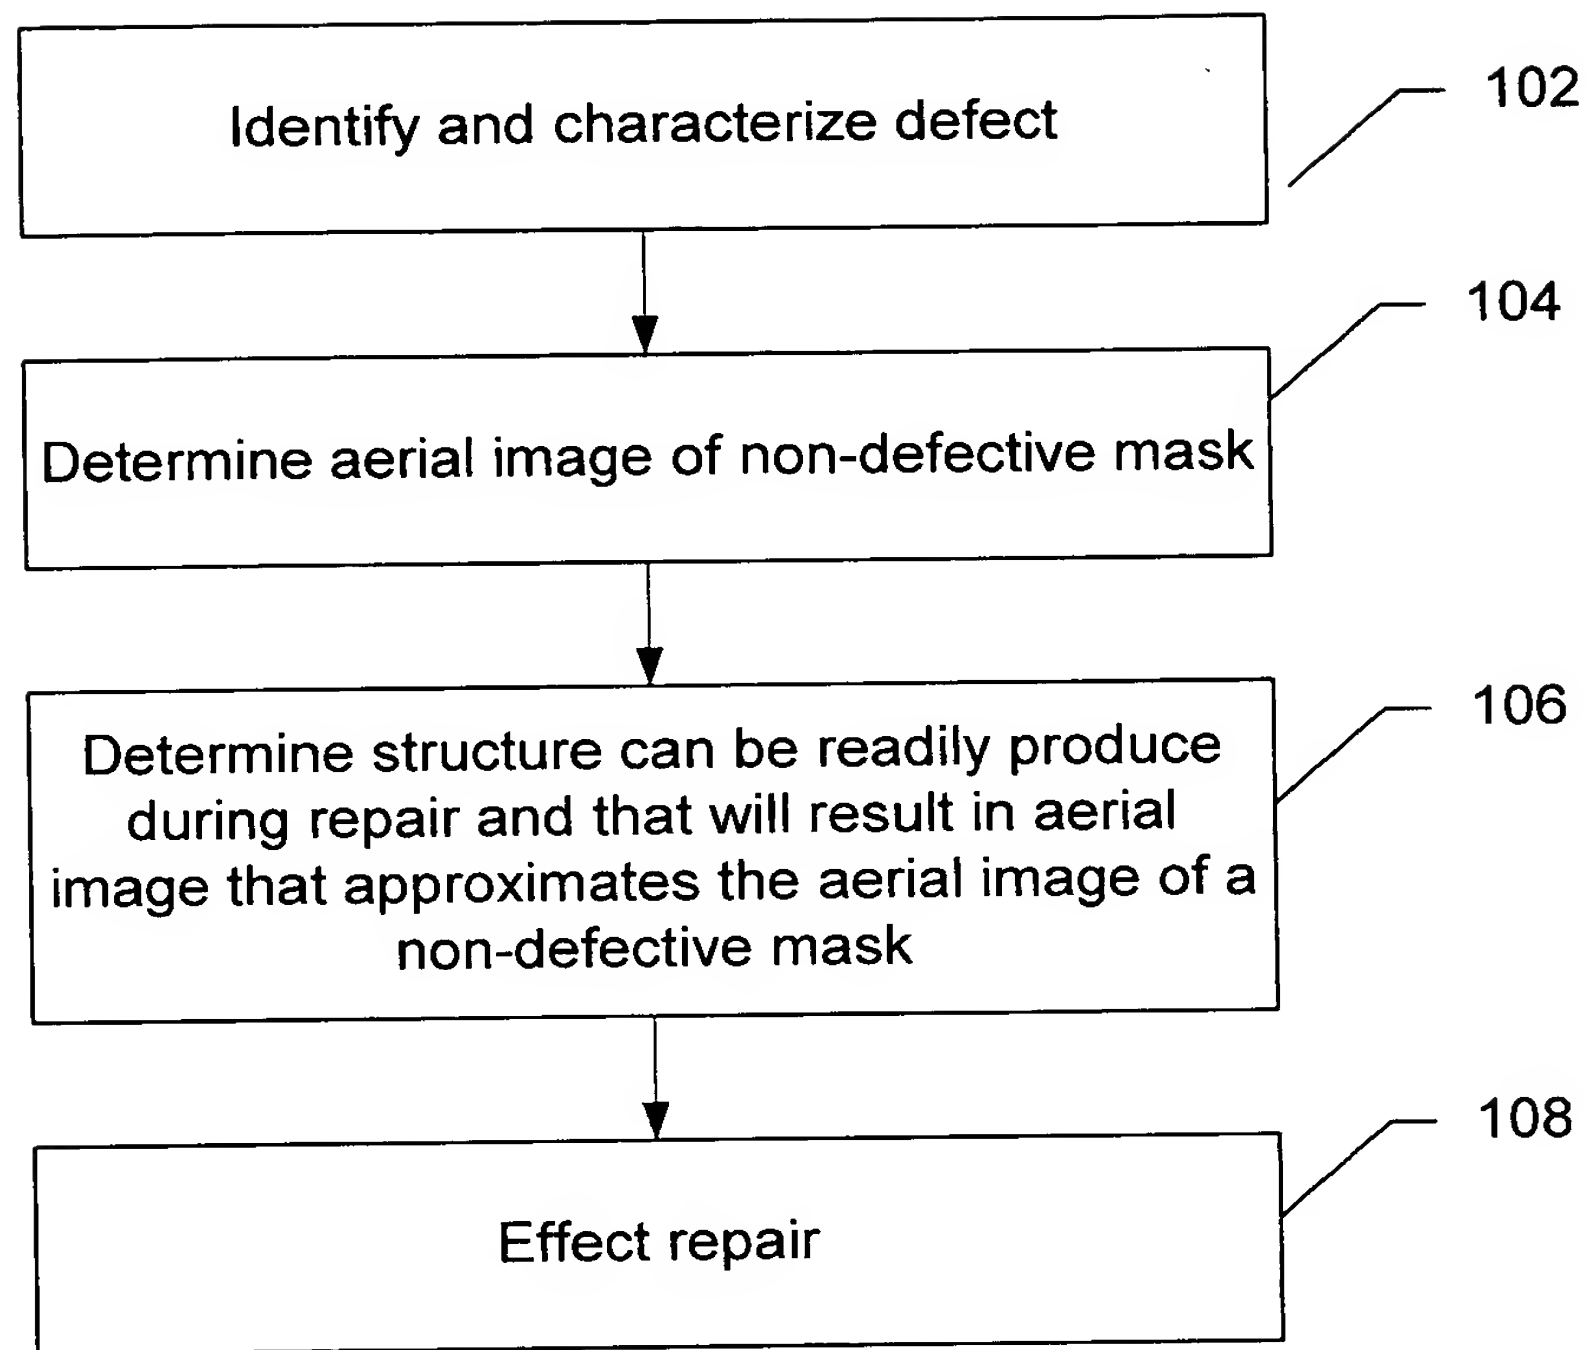 Identify and characterize defect
102
104
Determine aerial image of non-defective mask
106
Determine structure can be readily produce
during repair and that will result in aerial
image that approximates the aerial image of a
non-defective mask
108
Effect repair